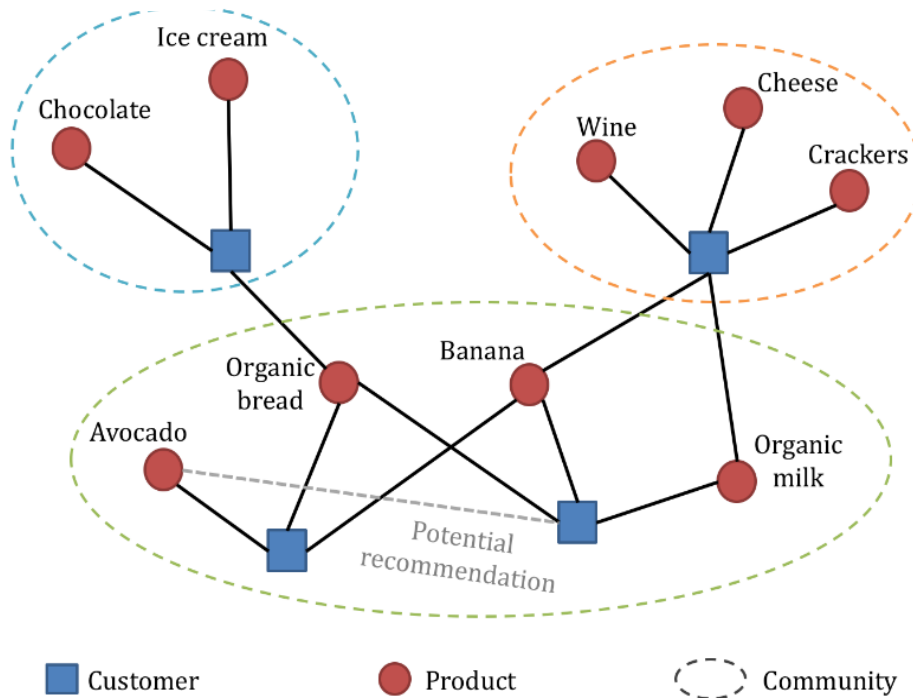 Ice cream
Chocolate
Cheese
Wine
Crackers
Organic
bread
Banana
Avocado
Organic
milk
Potential
recommendation
Customer
Product
Community